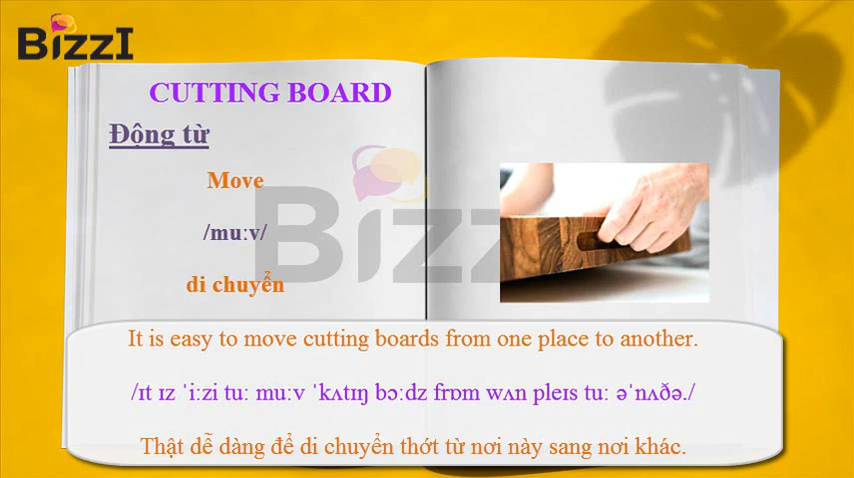 BizzI
CUTTING BOARD
Động từ
Move
/muːv/
di chuyển
BizzI
It is easy to move cutting boards from one place to another.
/ɪt ɪz ˈiːzi tuː muːv ˈkʌtɪŋ bɔːdz frɒm wʌn pleɪs tuː əˈnʌðə./
Thật dễ dàng để di chuyển thớt từ nơi này sang nơi khác.